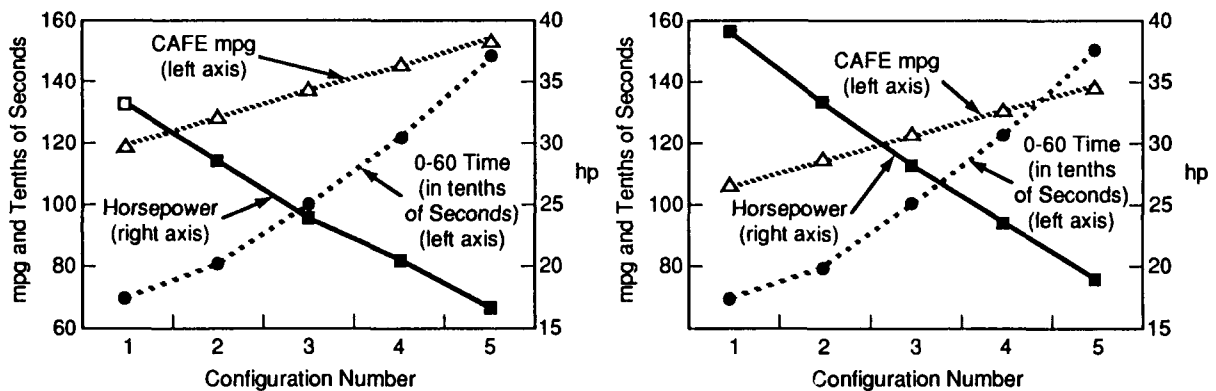 mpg and Tenths of Seconds
160
140
120
100
80
60
40
35
30
25
20
15
hp
CAFE mpg
(left axis)
0-60 Time
(in tenths
of Seconds)
(left axis)
Horsepower
(right axis)
1 2 3 4 5
Configuration Number
mpg and Tenths of Seconds
160
140
120
100
80
60
40
35
30
25
20
15
hp
CAFE mpg
(left axis)
0-60 Time
(in tenths
of Seconds)
(left axis)
Horsepower
(right axis)
1 2 3 4 5
Configuration Number